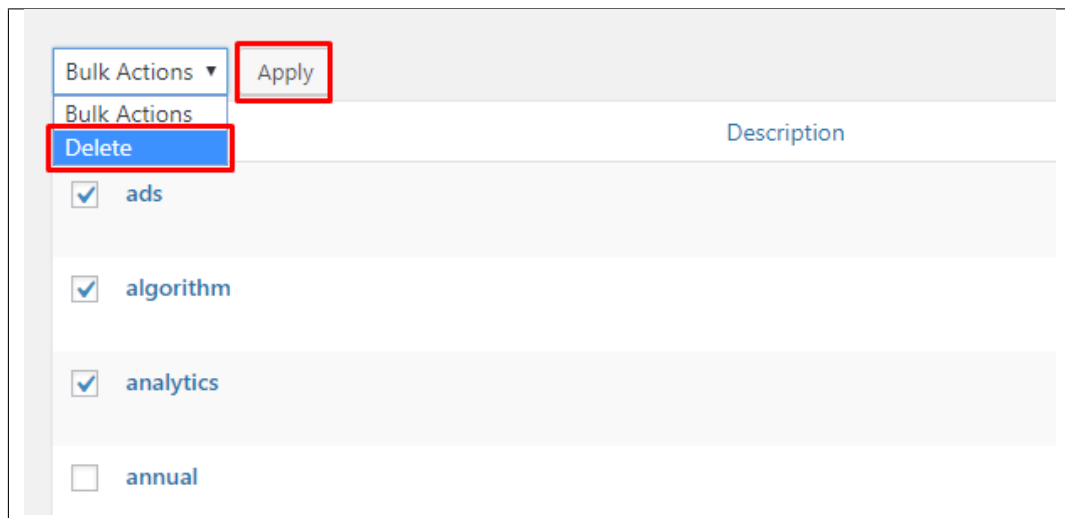 Bulk Actions ▼ Apply
Bulk Actions
Delete
Description
ads
algorithm
analytics
annual